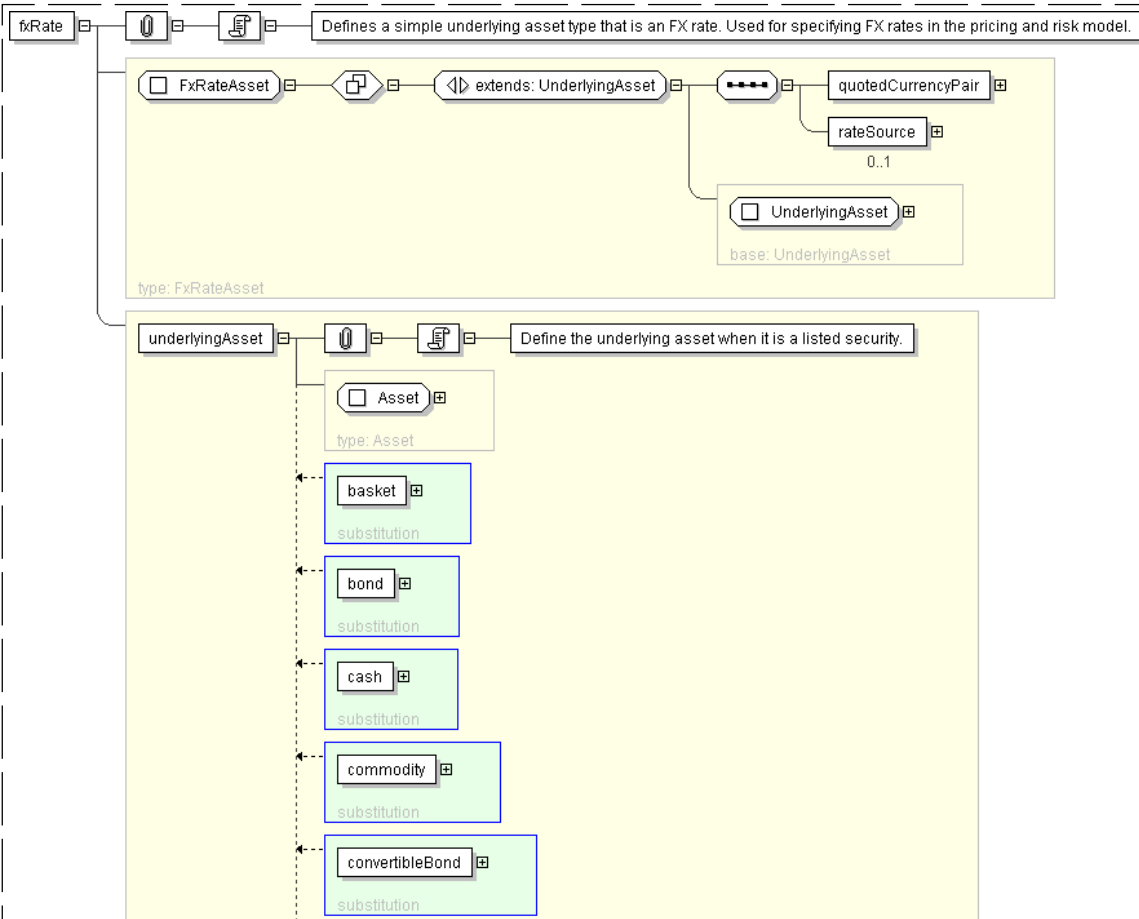 fxRate Defines a simple underlying asset type that is an FX rate. Used for specifying FX rates in the pricing and risk model.
FxRateAsset extends: UnderlyingAsset quotedCurrencyPair
rateSource
0..1
UnderlyingAsset
base: UnderlyingAsset
type: FxRateAsset
underlyingAsset Define the underlying asset when it is a listed security.
Asset
type: Asset
basket
substitution
bond
substitution
cash
substitution
commodity
substitution
convertibleBond
substitution